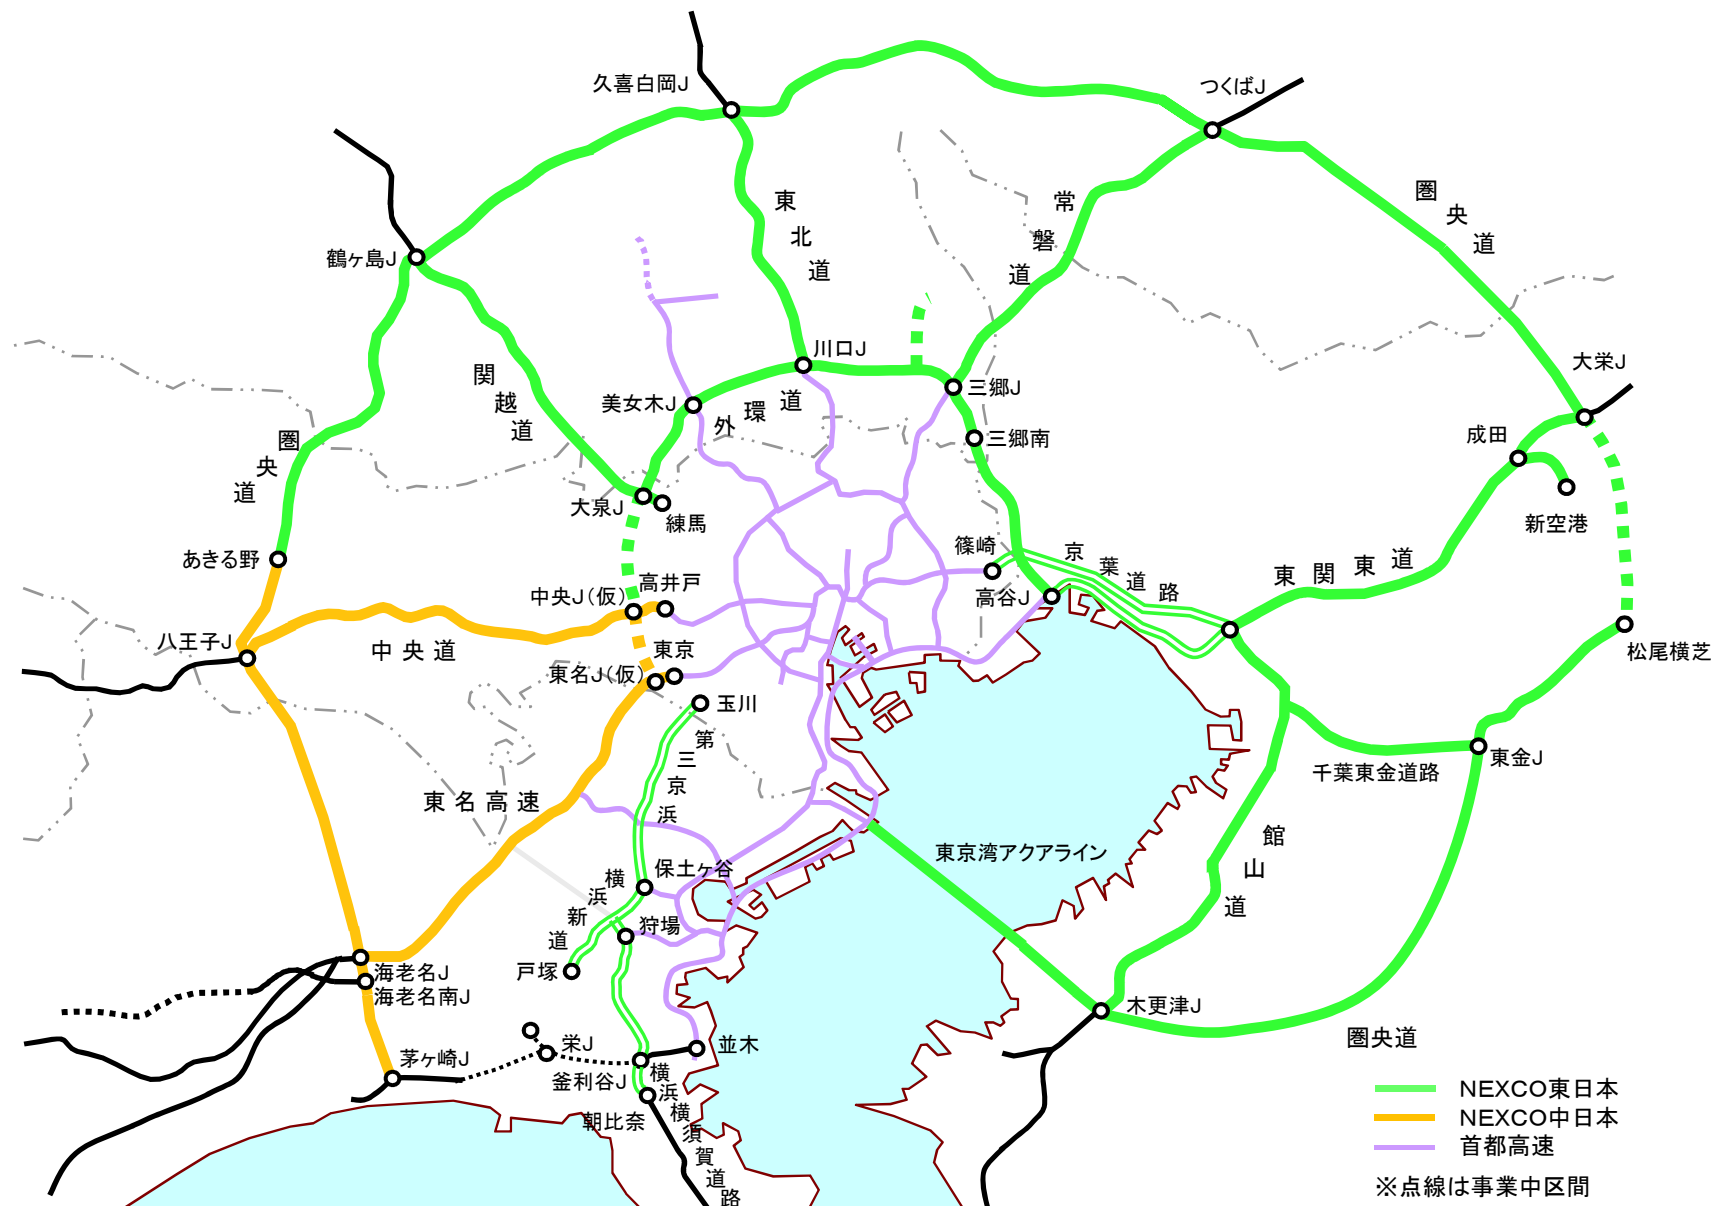 久喜白岡J
つくばJ
圏央道
東北道
常磐道
鶴ヶ島J
川口J
大栄J
三郷J
関越道
美女木J
外環道
成田
三郷南
圏央道
大泉J
練馬
新空港
篠崎
京葉道路
あきる野
東関東道
高谷J
中央J(仮)
高井戸
八王子J
中央道
東京
東名J(仮)
松尾横芝
玉川
第三京浜
東金J
千葉東金道路
東名高速
館山道
東京湾アクアライン
保土ヶ谷
横浜新道
狩場
戸塚
海老名J
海老名南J
木更津J
圏央道
栄J
並木
茅ヶ崎J
釜利谷J
横浜横須賀道路
朝比奈
NEXCO東日本
NEXCO中日本
首都高速
※点線は事業中区間